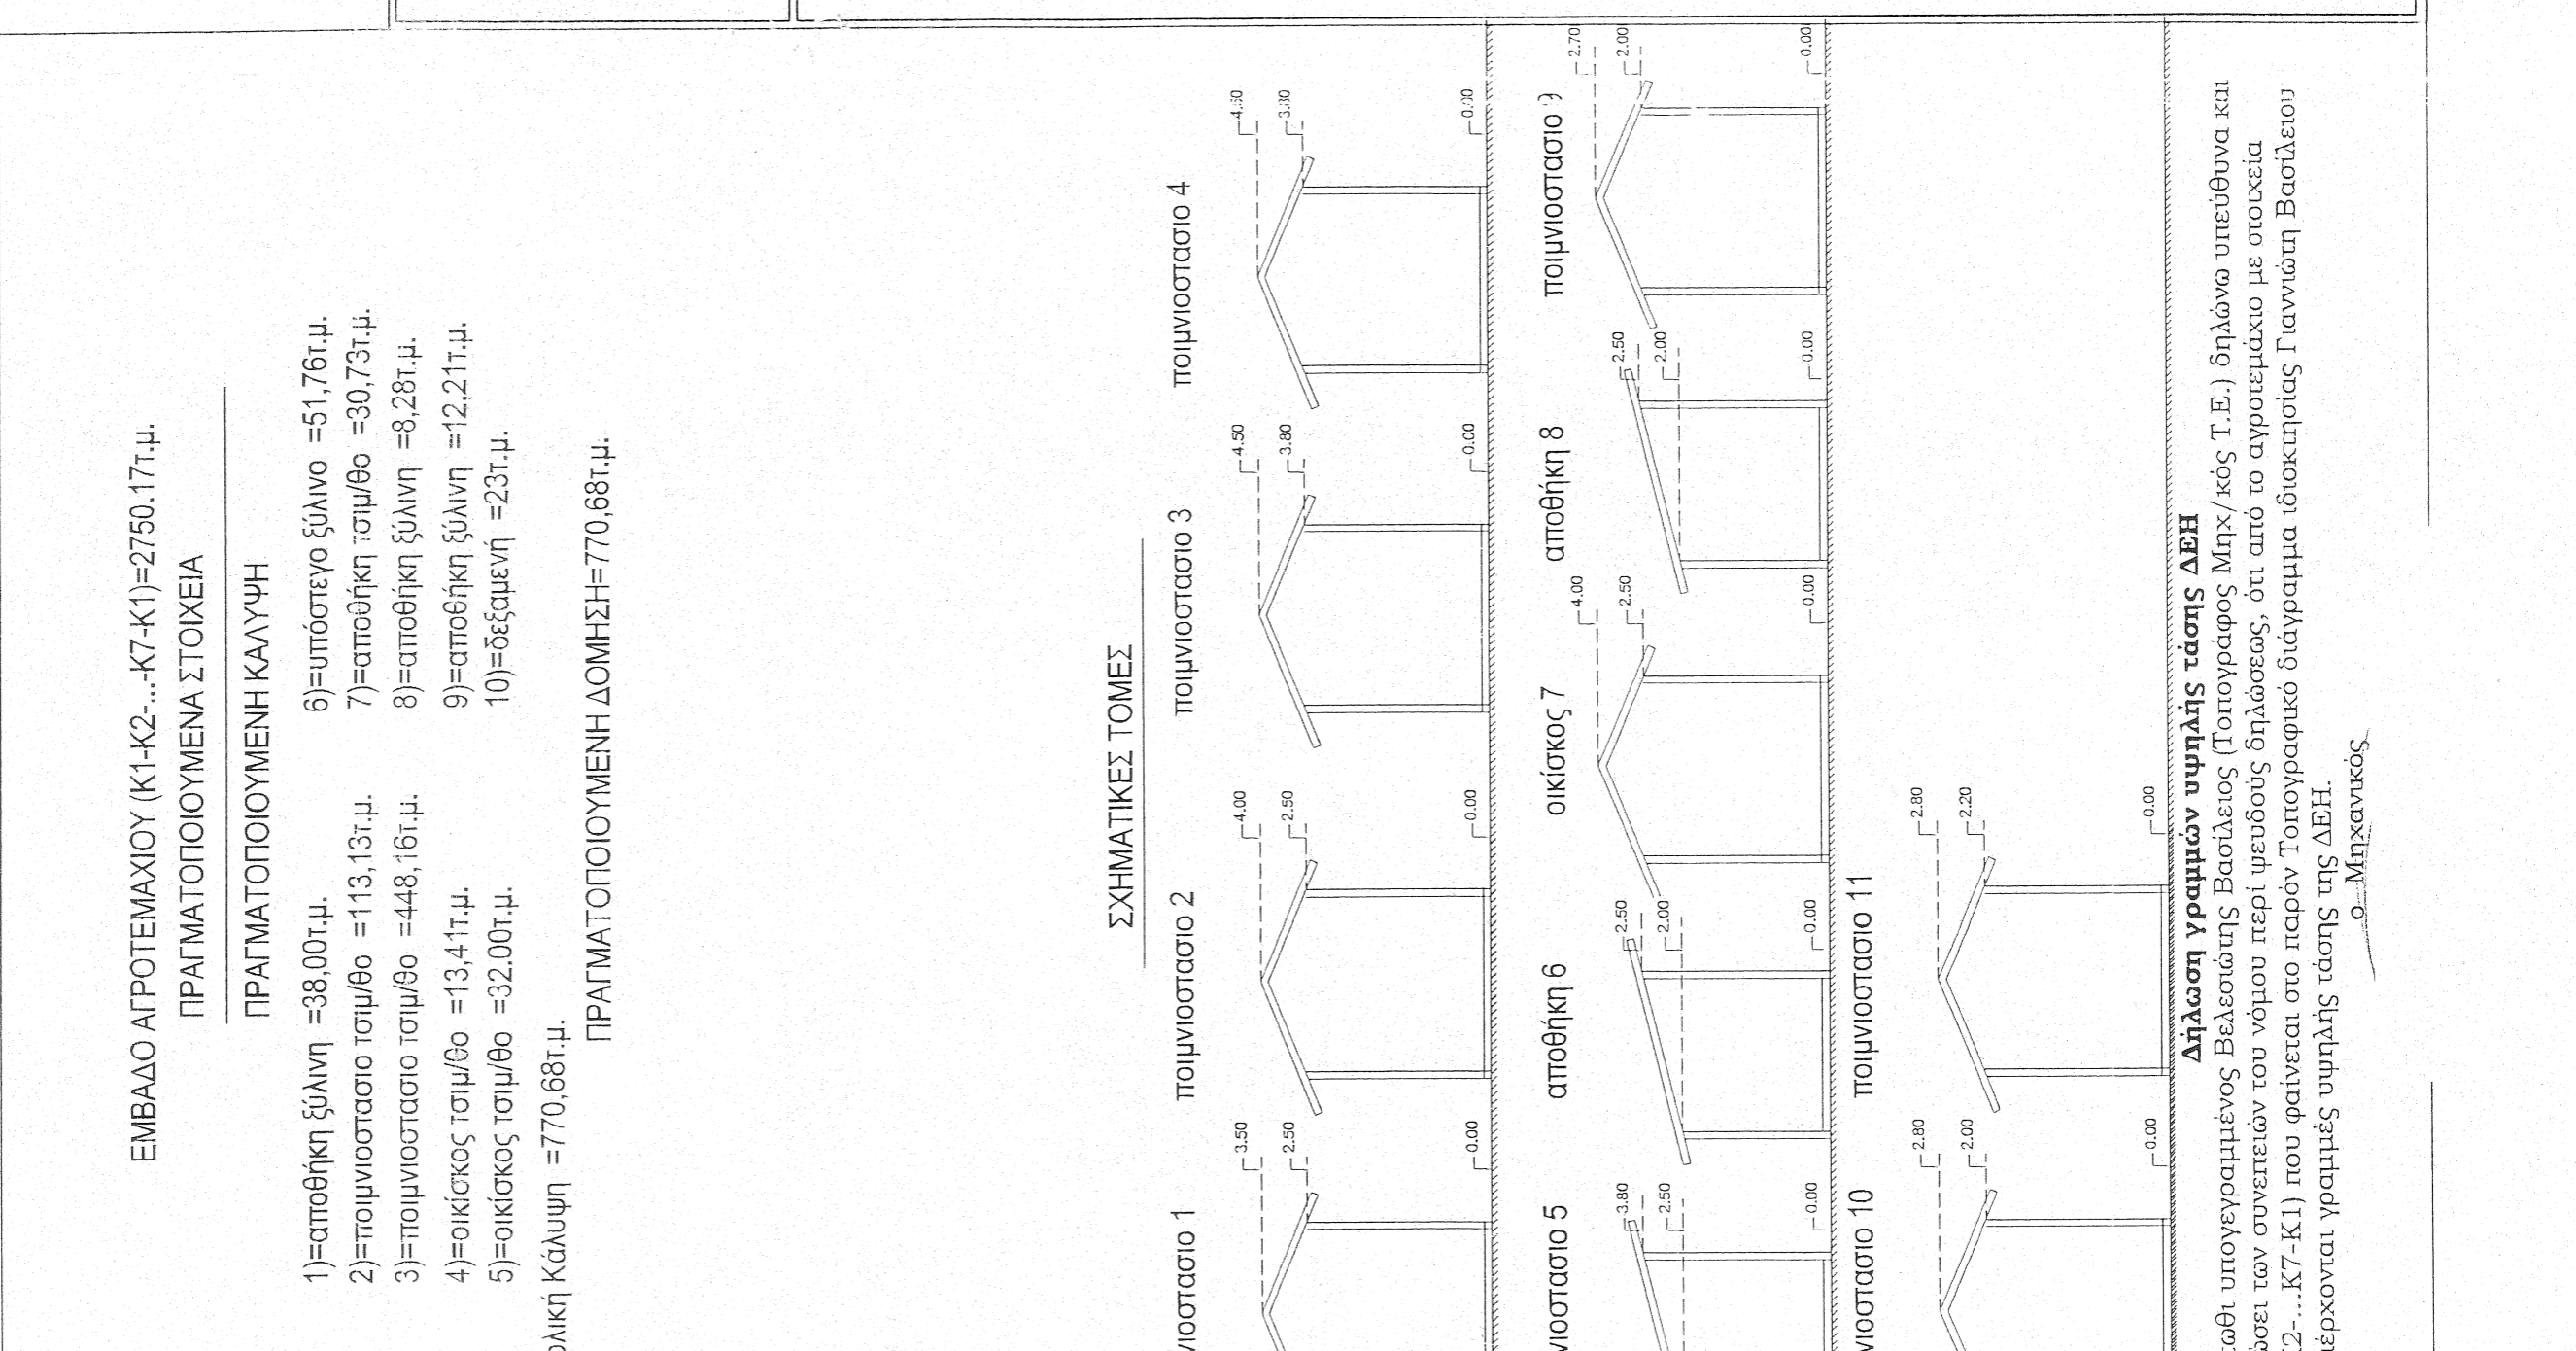 ΕΜΒΑΔΟ ΑΓΡΟΤΕΜΑΧΙΟΥ (Κ1-Κ2-...-Κ7-Κ1)=2750.17τ.μ.
ΠΡΑΓΜΑΤΟΠΟΙΟΥΜΕΝΑ ΣΤΟΙΧΕΙΑ
ΠΡΑΓΜΑΤΟΠΟΙΟΥΜΕΝΗ ΚΑΛΥΨΗ
1)=αποθήκη ξύλινη =38,00τ.μ.
2)=ποιμνιοστασιο τσιμ/θο =113,13τ.μ.
3)=ποιμνιοστασιο τσιμ/θο =448,16τ.μ.
4)=οικίσκος τσιμ/θο =13,41τ.μ.
5)=οικίσκος τσιμ/θο =32,00τ.μ.
6)=υπόστεγο ξύλινο =51,76τ.μ.
7)=αποθήκη τσιμ/θο =30,73τ.μ.
8)=αποθήκη ξύλινη =8,28τ.μ.
9)=αποθήκη ξύλινη =12,21τ.μ.
10)=δεξαμενή =23τ.μ.
ολική Κάλυψη =770,68τ.μ.
ΠΡΑΓΜΑΤΟΠΟΙΟΥΜΕΝΗ ΔΟΜΗΣΗ=770,68τ.μ.
ΣΧΗΜΑΤΙΚΕΣ ΤΟΜΕΣ
νιοστασιο 1 ποιμνιοστασιο 2 ποιμνιοστασιο 3 ποιμνιοστασιο 4
3.50 4.00 4.50
2.50 2.50 3.80
0.00 0.00 0.00 0.00
νιοστασιο 5 αποθήκη 6 οικίσκος 7 αποθήκη 8 ποιμνιοστασιο 9
3.80 2.50 4.00 2.50 2.70
2.50 2.00 2.50 2.00 2.00
0.00 0.00 0.00 0.00 0.00
νιοστασιο 10 ποιμνιοστασιο 11
2.80 2.80
2.00 2.20
0.00 0.00
Δήλωση γραμμών υψηλής τάσης ΔΕΗ
τωθι υπογεγραμμένος Βελεσιώτης Βασίλειος (Τοπογράφος Μηχ/κός Τ.Ε.) δηλώνω υπεύθυνα και
ώσει των συνεπειών του νόμου περί ψευδούς δηλώσεως, ότι από το αγροτεμάχιο με στοιχεία
Κ2-...Κ7-Κ1) που φαίνεται στο παρόν Τοπογραφικό διάγραμμα ιδιοκτησίας Γιαννιώτη Βασίλειου
ιέρχονται γραμμές υψηλής τάσης της ΔΕΗ.
ο Μηχανικός